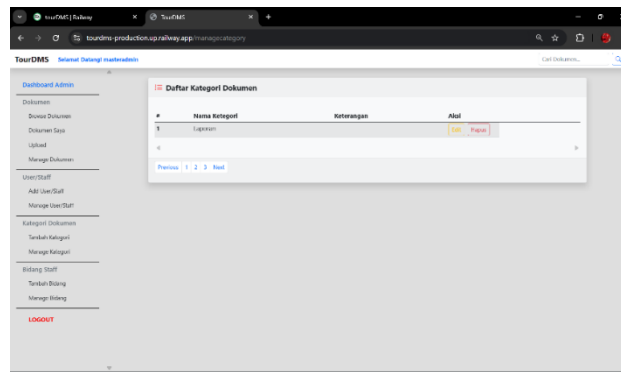 tourDMS | Railway
TourDMS
tourdms-production.up.railway.app/managecategory
TourDMS Selamat Datang! masteradmin
Cari Dokumen...
Dashboard Admin
Dokumen
Browse Dokumen
Dokumen Saya
Upload
Manage Dokumen
User/Staff
Add User/Staff
Manage User/Staff
Kategori Dokumen
Tambah Kategori
Manage Kategori
Bidang Staff
Tambah Bidang
Manage Bidang
LOGOUT
Daftar Kategori Dokumen
# Nama Kategori Keterangan Aksi
1 Laporan Edit Hapus
Previous 1 2 3 Next